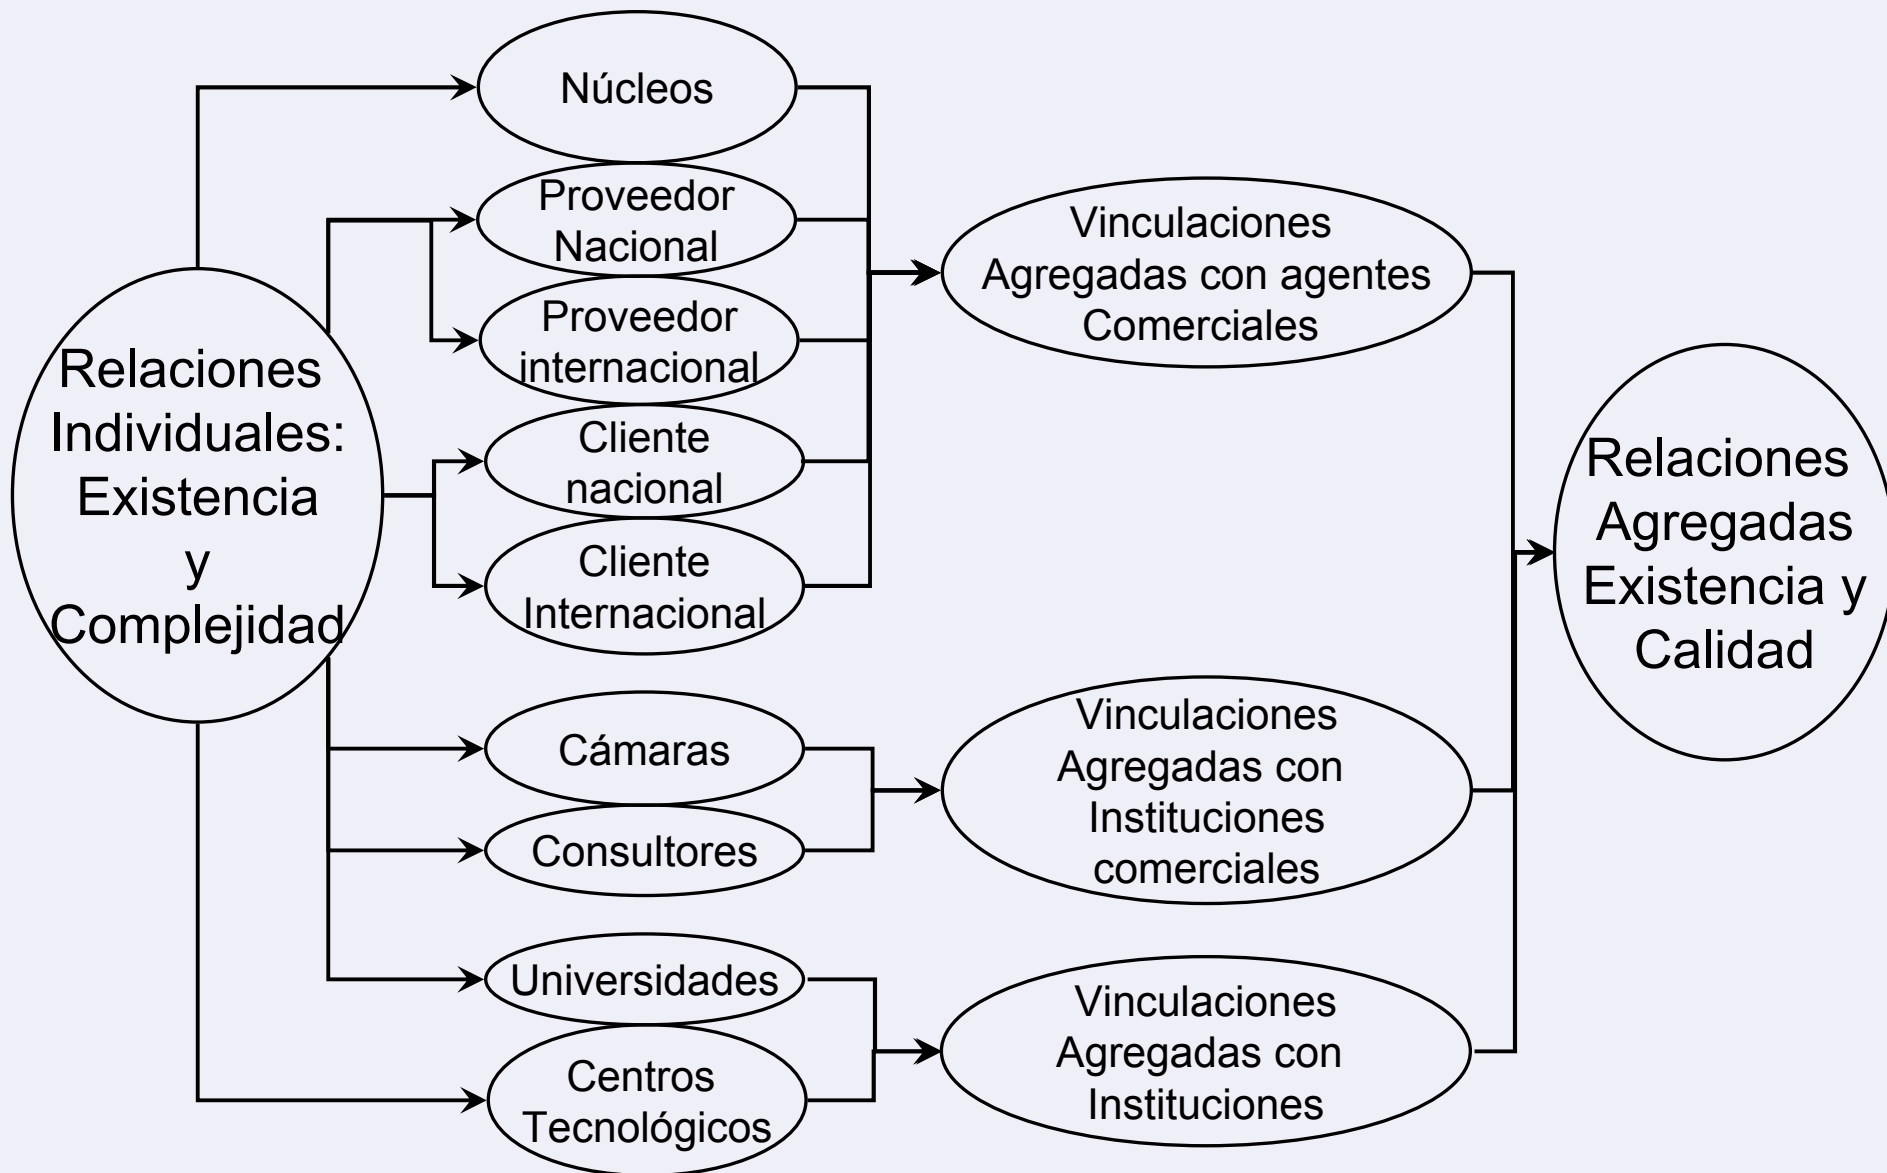 Relaciones
Individuales:
Existencia
y
Complejidad
Núcleos
Proveedor
Nacional
Proveedor
internacional
Cliente
nacional
Cliente
Internacional
Cámaras
Consultores
Universidades
Centros
Tecnológicos
Vinculaciones
Agregadas con agentes
Comerciales
Vinculaciones
Agregadas con
Instituciones
comerciales
Vinculaciones
Agregadas con
Instituciones
Relaciones
Agregadas
Existencia y
Calidad